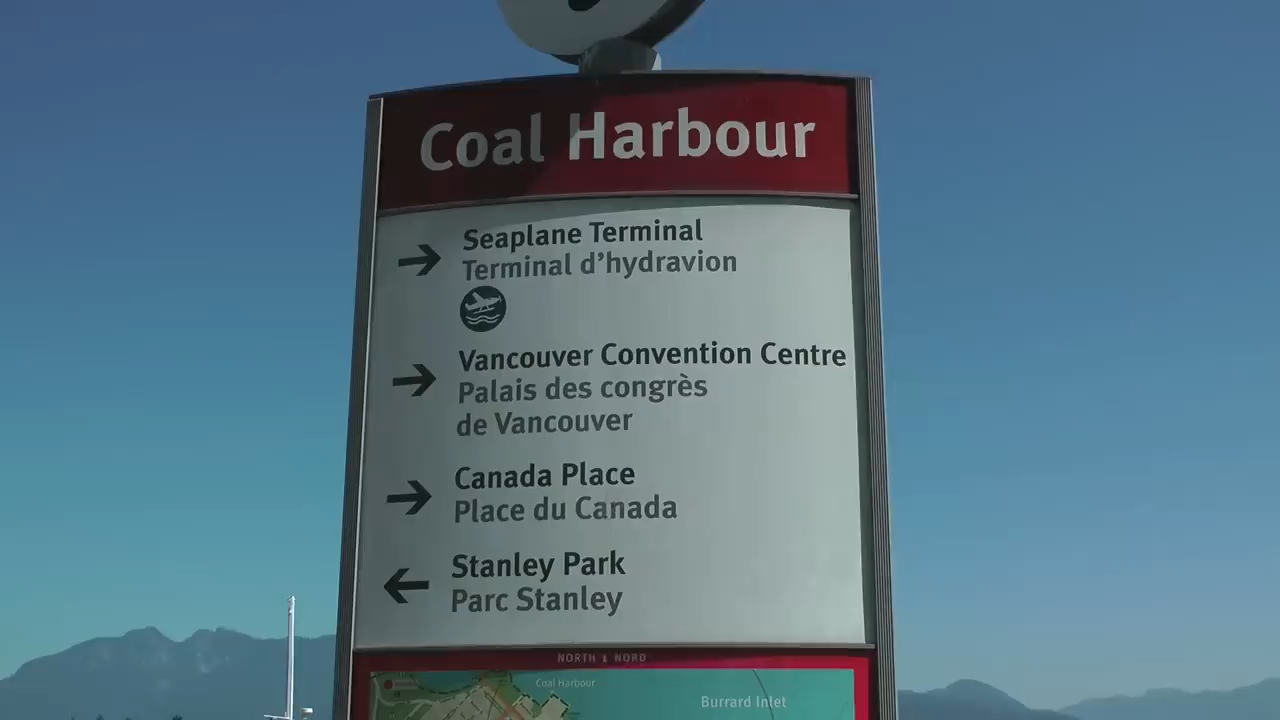 Coal Harbour
Seaplane Terminal
Terminal d'hydravion
Vancouver Convention Centre
Palais des congrès
de Vancouver
Canada Place
Place du Canada
Stanley Park
Parc Stanley
NORTH NORD
Coal Harbour
Burrard Inlet